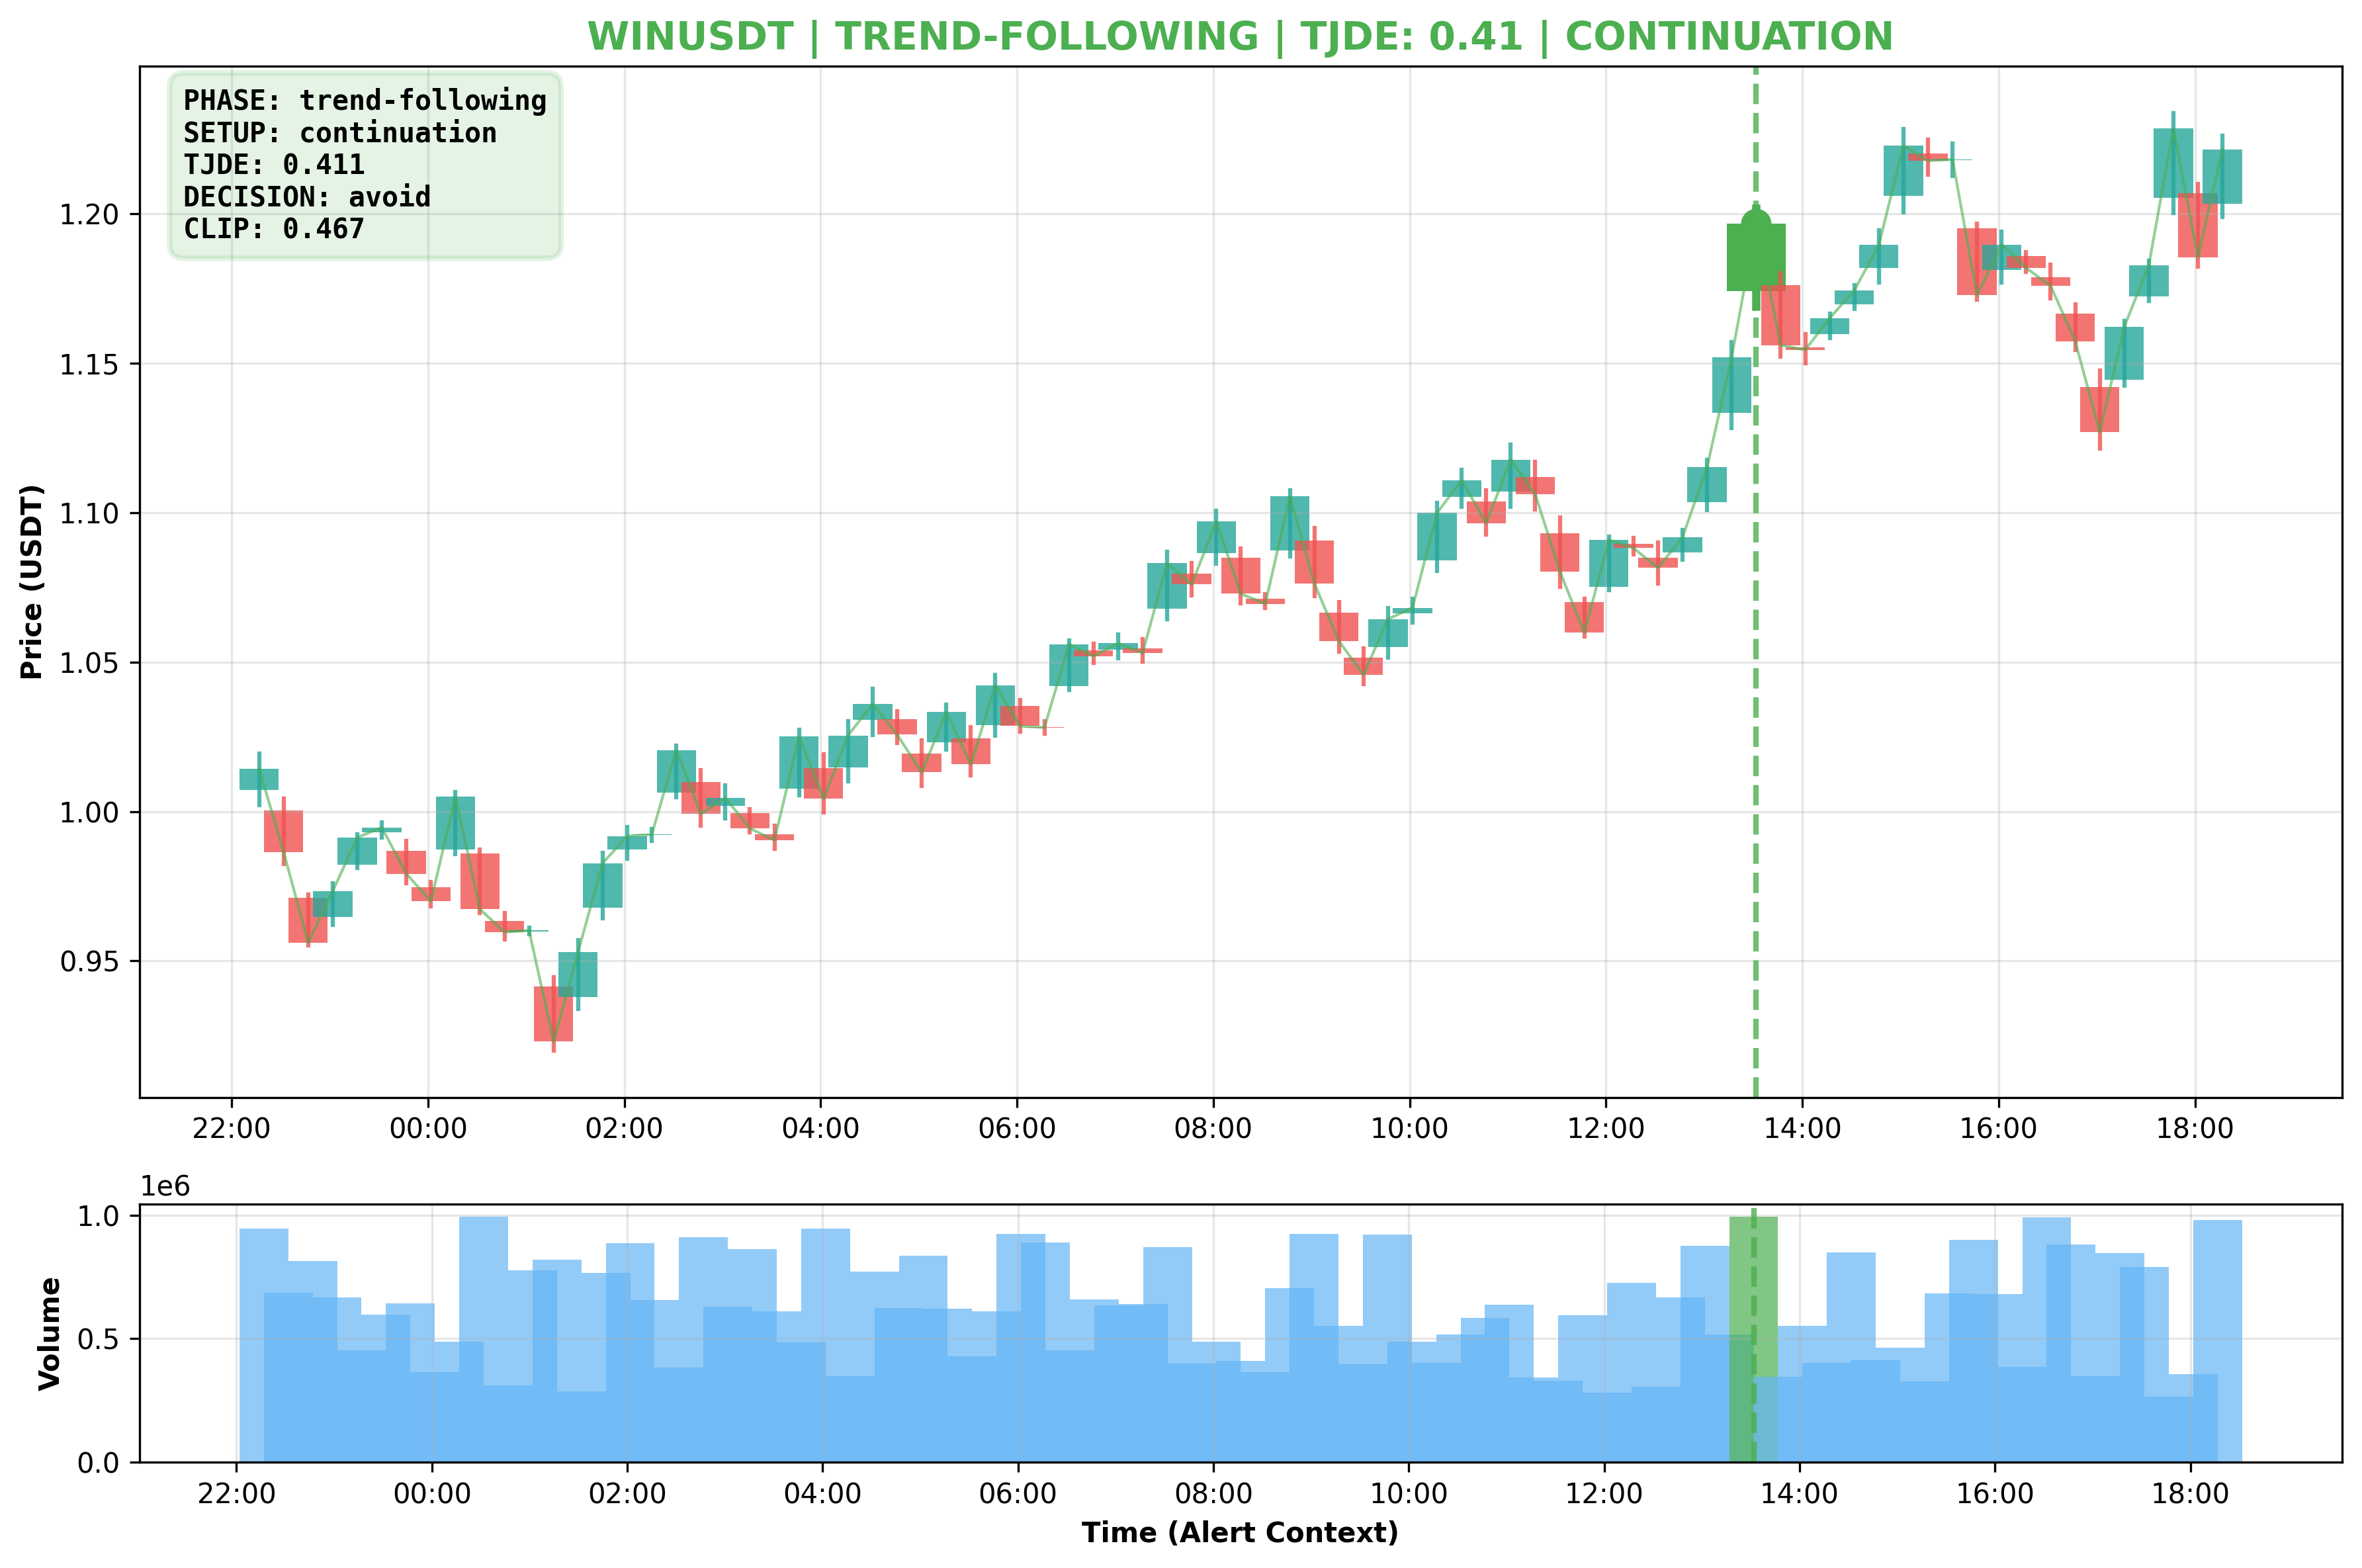 WINUSDT | TREND-FOLLOWING | TJDE: 0.41 | CONTINUATION
PHASE: trend-following
SETUP: continuation
TJDE: 0.411
DECISION: avoid
CLIP: 0.467
Price (USDT)
1.20
1.15
1.10
1.05
1.00
0.95
22:00 00:00 02:00 04:00 06:00 08:00 10:00 12:00 14:00 16:00 18:00
1e6
Volume
1.0
0.5
0.0
22:00 00:00 02:00 04:00 06:00 08:00 10:00 12:00 14:00 16:00 18:00
Time (Alert Context)